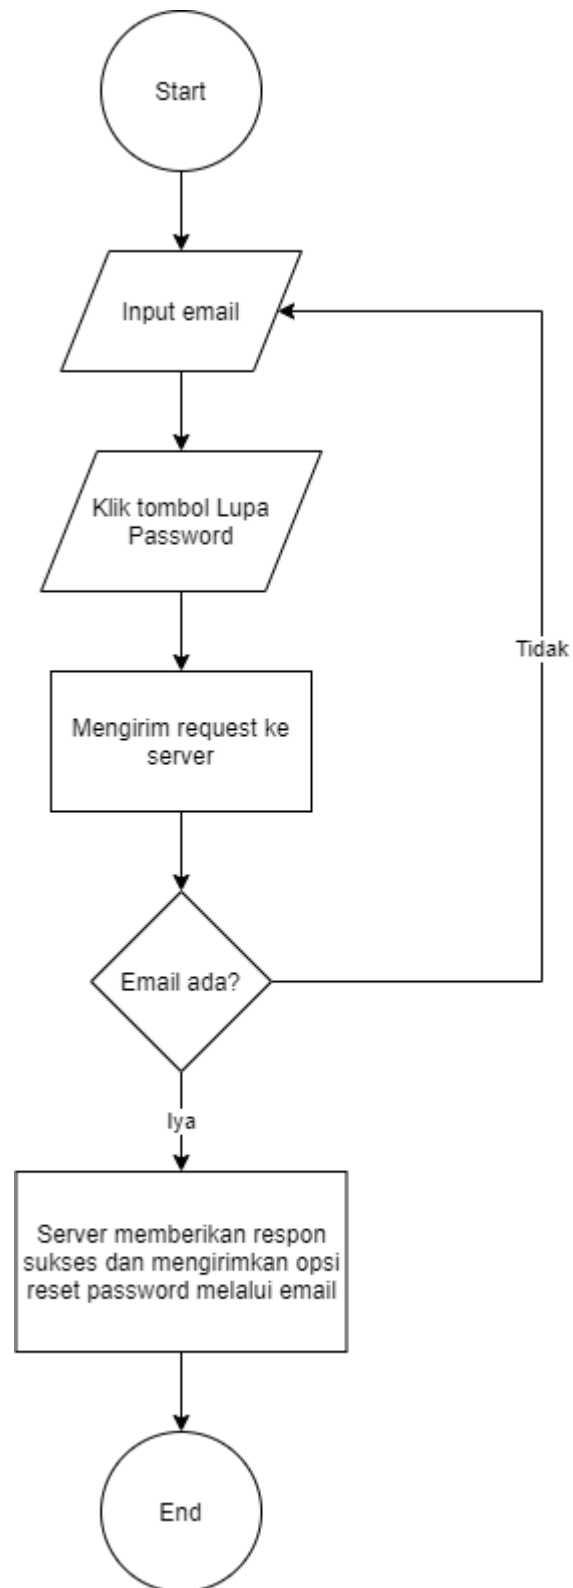 Start
Input email
Klik tombol Lupa
Password
Mengirim request ke
server
Tidak
Email ada?
Iya
Server memberikan respon
sukses dan mengirimkan opsi
reset password melalui email
End